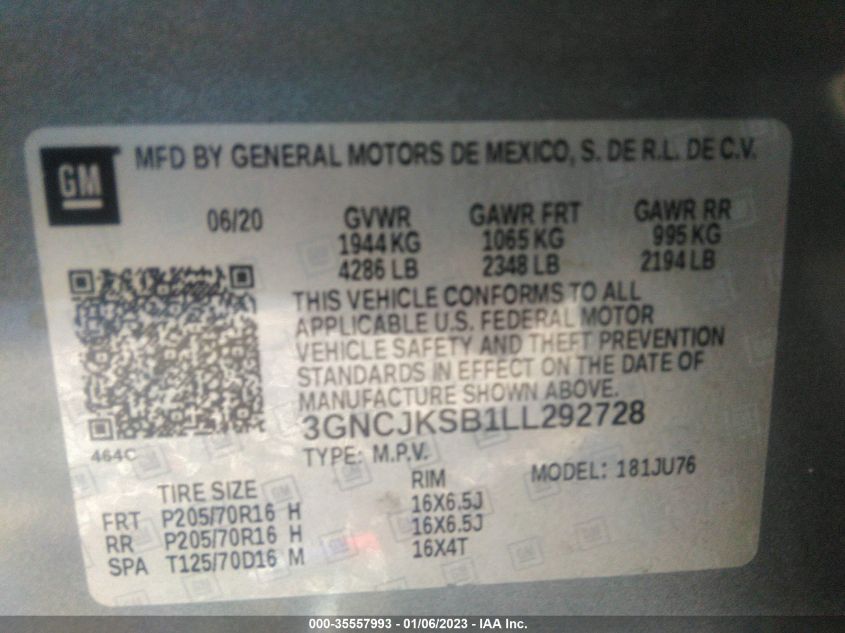 GM
MFD BY GENERAL MOTORS DE MEXICO, S. DE R.L. DE C.V.
06/20 GVWR GAWR FRT GAWR RR
1944 KG 1065 KG 995 KG
4286 LB 2348 LB 2194 LB
THIS VEHICLE CONFORMS TO ALL
APPLICABLE U.S. FEDERAL MOTOR
VEHICLE SAFETY AND THEFT PREVENTION
STANDARDS IN EFFECT ON THE DATE OF
MANUFACTURE SHOWN ABOVE.
3GNCJKSB1LL292728
464C
TYPE: M.P.V. MODEL: 181JU76
TIRE SIZE RIM
FRT P205/70R16 H 16X6.5J
RR P205/70R16 H 16X6.5J
SPA T125/70D16 M 16X4T
000-35557993 - 01/06/2023 - IAA Inc.